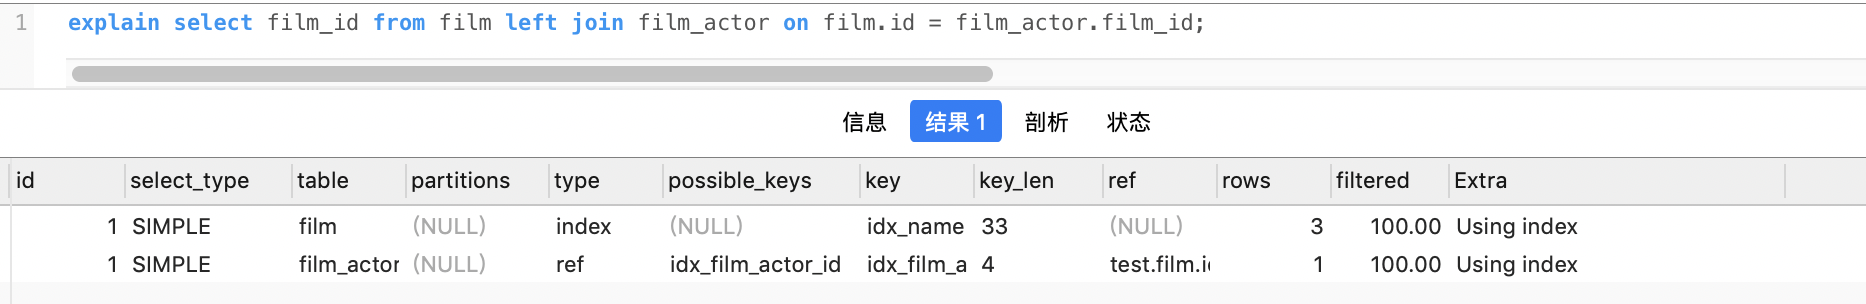 1 explain select film_id from film left join film_actor on film.id = film_actor.film_id;
信息 结果 1 剖析 状态
id select_type table partitions type possible_keys key key_len ref rows filtered Extra
1 SIMPLE film (NULL) index (NULL) idx_name 33 (NULL) 3 100.00 Using index
1 SIMPLE film_actor (NULL) ref idx_film_actor_id idx_film_a 4 test.film.i 1 100.00 Using index